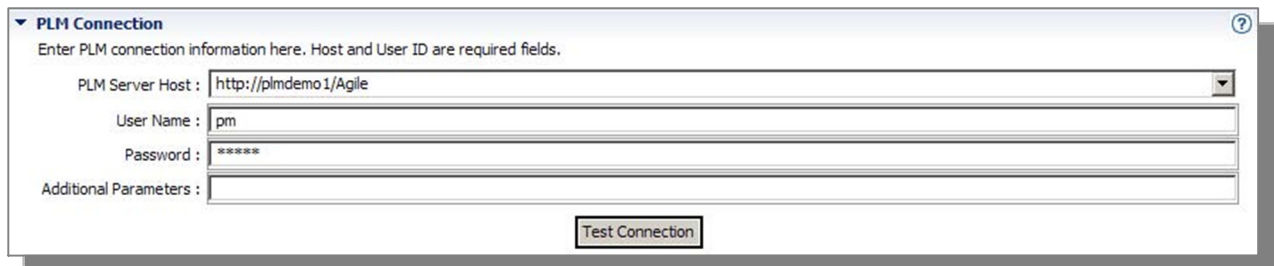 PLM Connection ?
Enter PLM connection information here. Host and User ID are required fields.
PLM Server Host : http://plmdemo1/Agile
User Name : pm
Password : *****
Additional Parameters :
Test Connection